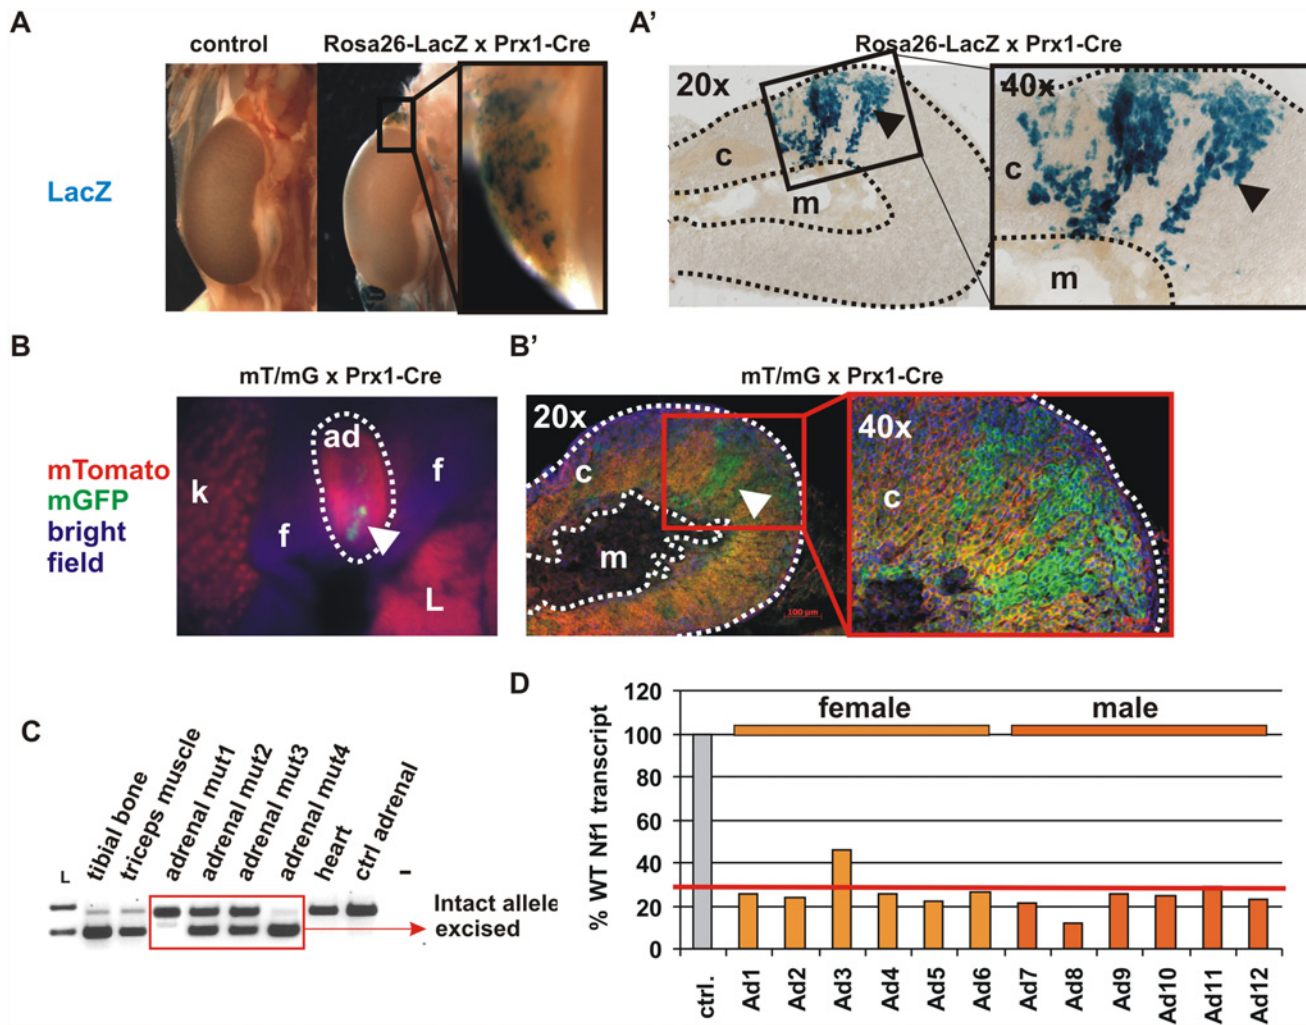 A
control
Rosa26-LacZ x Prx1-Cre
LacZ
A'
Rosa26-LacZ x Prx1-Cre
20x
c
m
40x
c
m
B
mT/mG x Prx1-Cre
mTomato
mGFP
bright
field
k
ad
f
f
L
B'
mT/mG x Prx1-Cre
20x
c
m
100 µm
40x
c
C
L
tibial bone
triceps muscle
adrenal mut1
adrenal mut2
adrenal mut3
adrenal mut4
heart
ctrl adrenal
–
Intact allele
excised
D
% WT Nf1 transcript
120
100
80
60
40
20
0
female
male
ctrl.
Ad1
Ad2
Ad3
Ad4
Ad5
Ad6
Ad7
Ad8
Ad9
Ad10
Ad11
Ad12